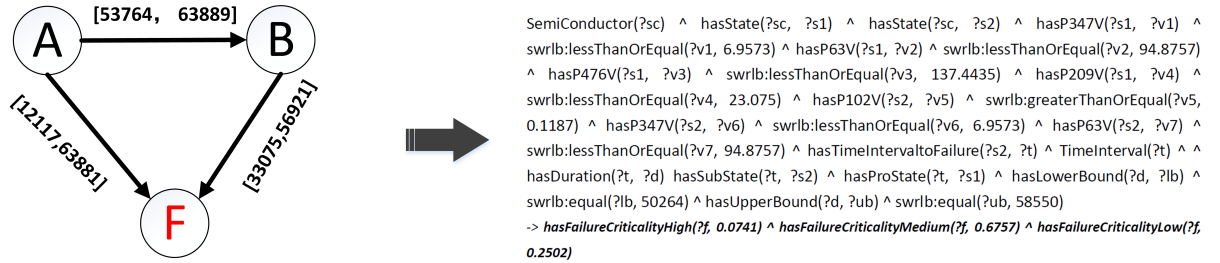 [53764, 63889]
A
B
[12117,63881]
[33075,56921]
F
SemiConductor(?sc) ^ hasState(?sc, ?s1) ^ hasState(?sc, ?s2) ^ hasP347V(?s1, ?v1) ^
swrlb:lessThanOrEqual(?v1, 6.9573) ^ hasP63V(?s1, ?v2) ^ swrlb:lessThanOrEqual(?v2, 94.8757)
^ hasP476V(?s1, ?v3) ^ swrlb:lessThanOrEqual(?v3, 137.4435) ^ hasP209V(?s1, ?v4) ^
swrlb:lessThanOrEqual(?v4, 23.075) ^ hasP102V(?s2, ?v5) ^ swrlb:greaterThanOrEqual(?v5,
0.1187) ^ hasP347V(?s2, ?v6) ^ swrlb:lessThanOrEqual(?v6, 6.9573) ^ hasP63V(?s2, ?v7) ^
swrlb:lessThanOrEqual(?v7, 94.8757) ^ hasTimeIntervaltoFailure(?s2, ?t) ^ TimeInterval(?t) ^ ^
hasDuration(?t, ?d) hasSubState(?t, ?s2) ^ hasProState(?t, ?s1) ^ hasLowerBound(?d, ?lb) ^
swrlb:equal(?lb, 50264) ^ hasUpperBound(?d, ?ub) ^ swrlb:equal(?ub, 58550)
-> hasFailureCriticalityHigh(?f, 0.0741) ^ hasFailureCriticalityMedium(?f, 0.6757) ^ hasFailureCriticalityLow(?f,
0.2502)